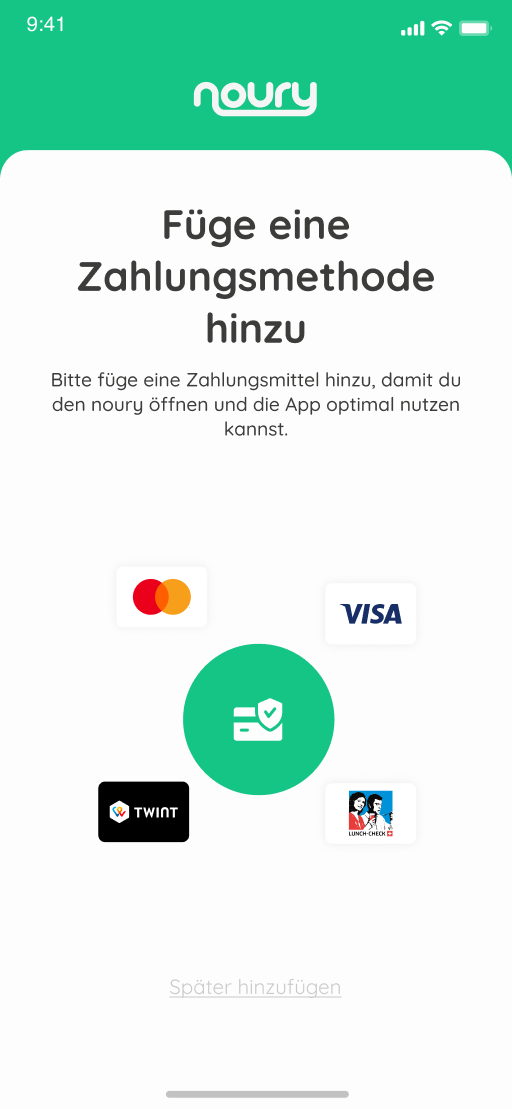 9:41
noury
Füge eine
Zahlungsmethode
hinzu
Bitte füge eine Zahlungsmittel hinzu, damit du
den noury öffnen und die App optimal nutzen
kannst.
VISA
TWINT
LUNCH-CHECK
Später hinzufügen